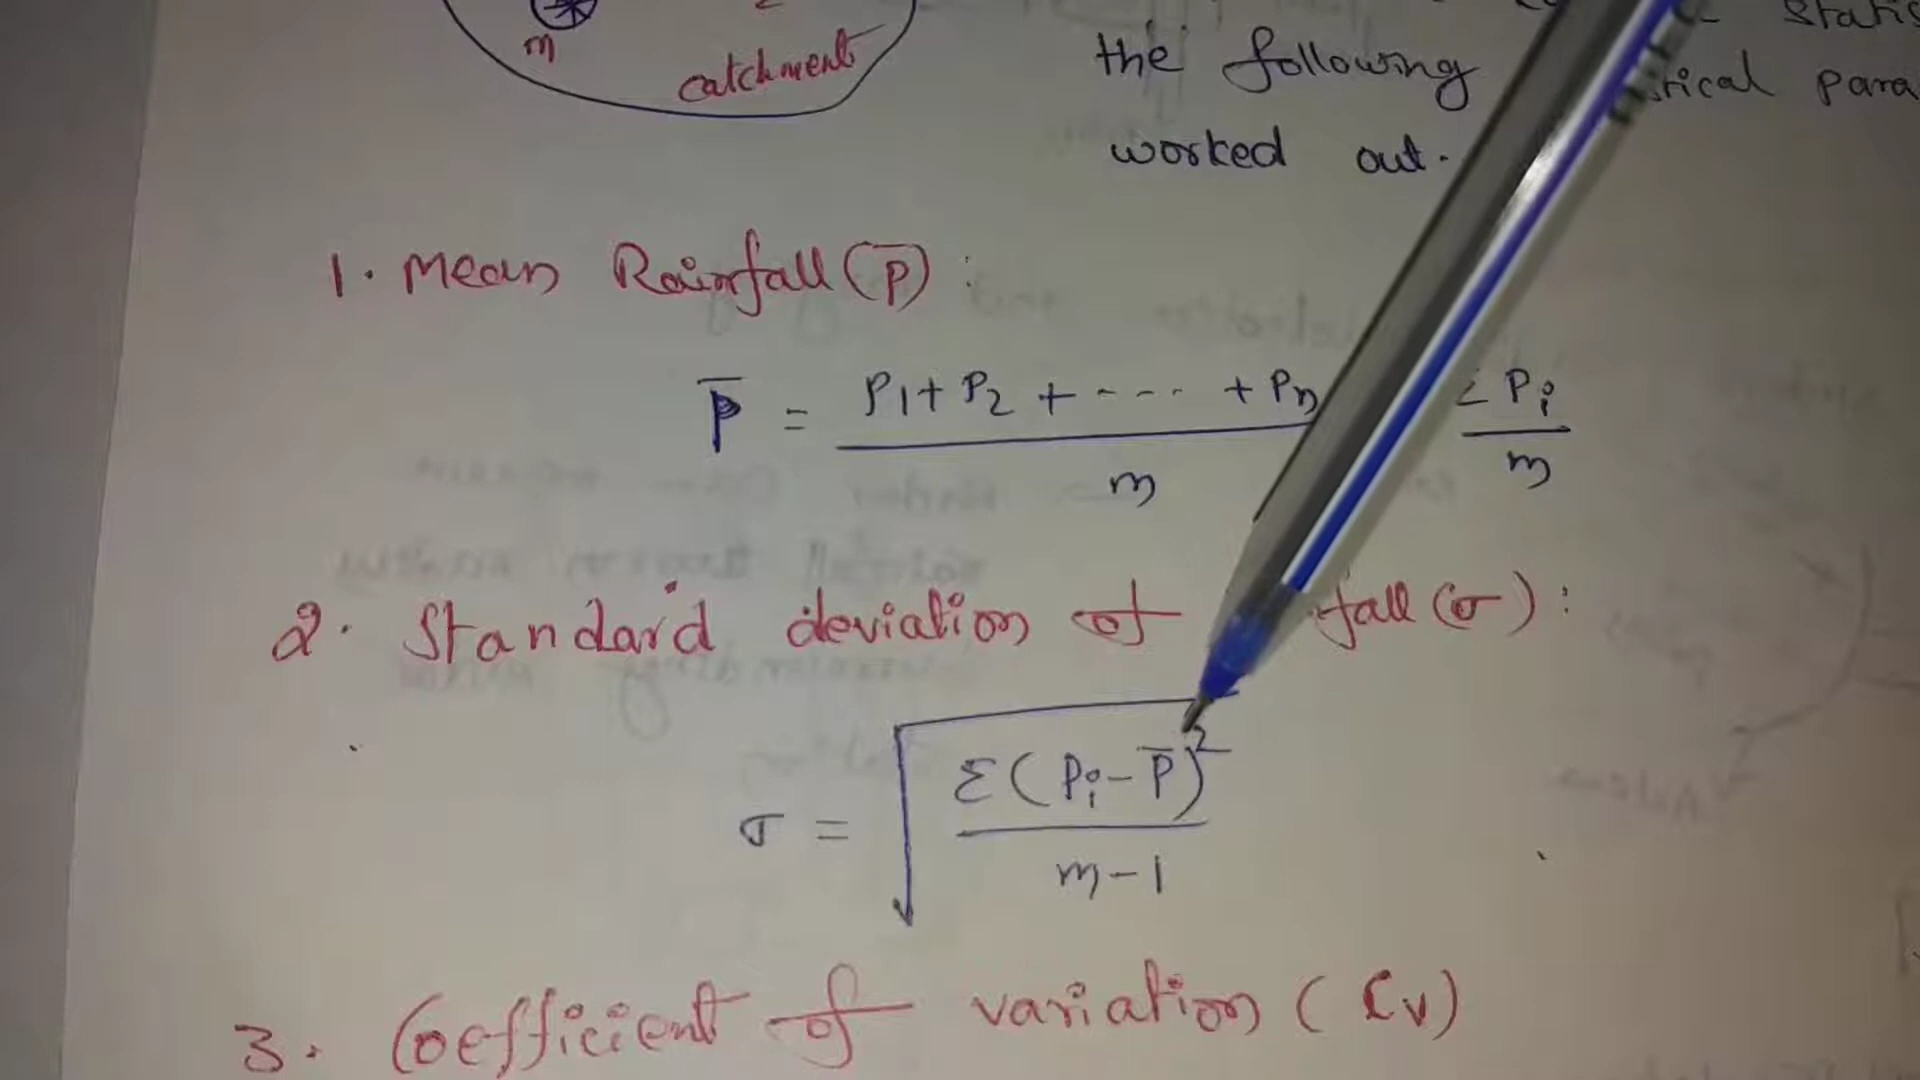 m
catchment
the following
worked out.
1. Mean Rainfall (P̅) :
P̅ = P1 + P2 + ---- + Pn / m Σ Pi / m
2. Standard deviation of fall (σ) :
σ = √ Σ (Pi - P̅)² / m - 1
3. Coefficient of variation (Cv)